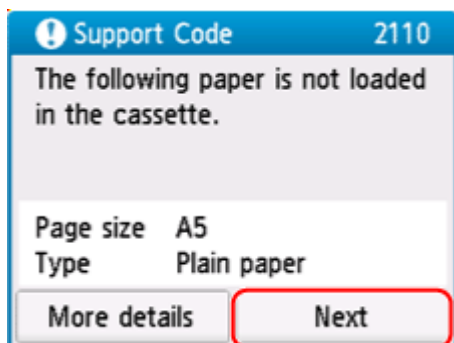 Support Code 2110
The following paper is not loaded
in the cassette.
Page size A5
Type Plain paper
More details Next